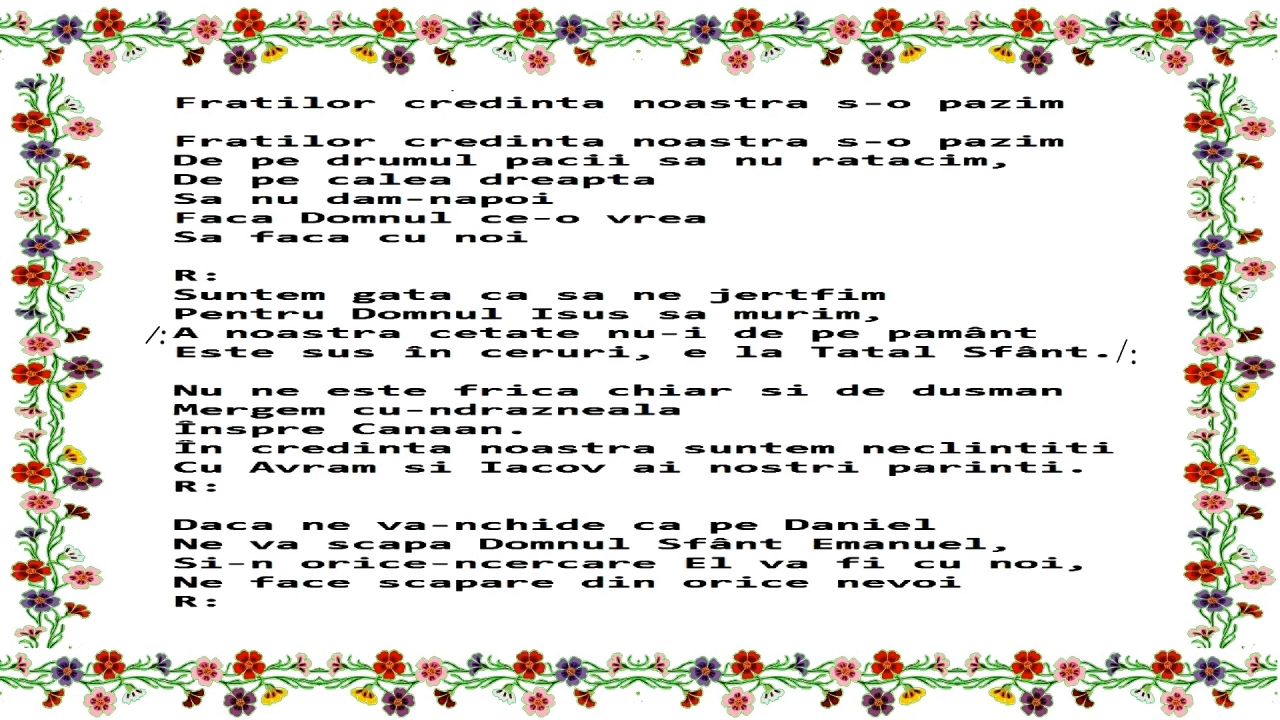 Fratilor credinta noastra s-o pazim
Fratilor credinta noastra s-o pazim
De pe drumul pacii sa nu ratacim,
De pe calea dreapta
Sa nu dam-napoi
Faca Domnul ce-o vrea
Sa faca cu noi
R:
Suntem gata ca sa ne jertfim
Pentru Domnul Isus sa murim,
/:A noastra cetate nu-i de pe pamânt
Este sus în ceruri, e la Tatal Sfânt./:
Nu ne este frica chiar si de dusman
Mergem cu-ndrazneala
Înspre Canaan.
În credinta noastra suntem neclintiti
Cu Avram si Iacov ai nostri parinti.
R:
Daca ne va-nchide ca pe Daniel
Ne va scapa Domnul Sfânt Emanuel,
Si-n orice-ncercare El va fi cu noi,
Ne face scapare din orice nevoi
R: